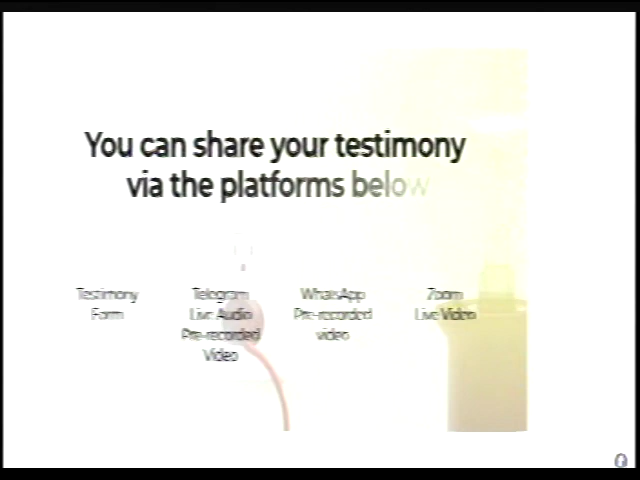 You can share your testimony
via the platforms below
Testimony
Form
Telegram
Live Audio
Pre-recorded
Video
WhatsApp
Pre-recorded
video
Zoom
Live Video